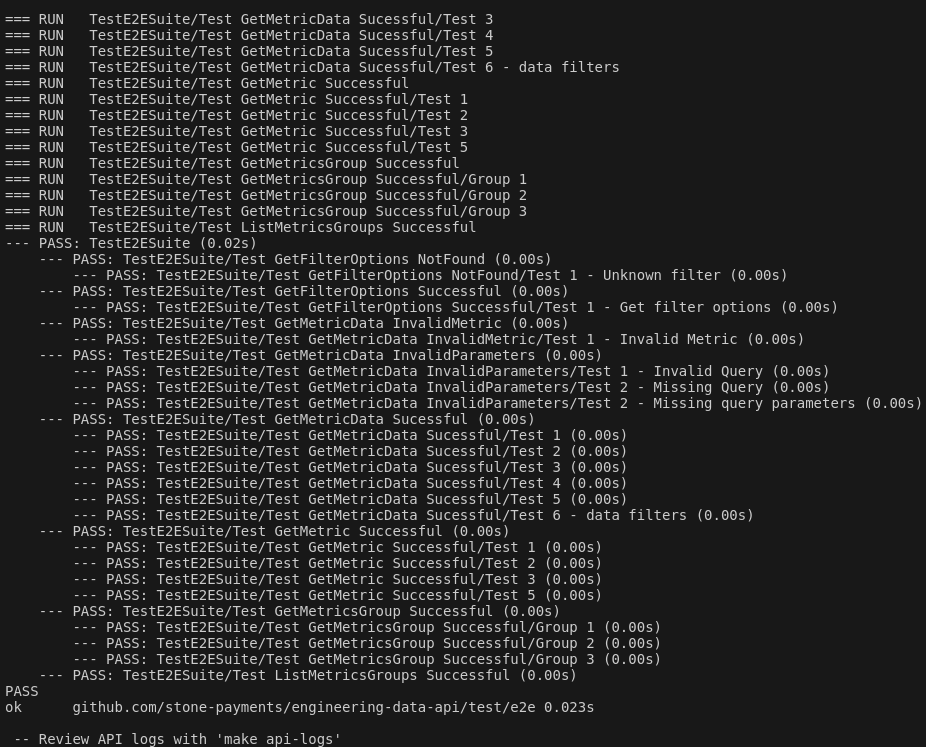 === RUN   TestE2ESuite/Test GetMetricData Sucessful/Test 3
=== RUN   TestE2ESuite/Test GetMetricData Sucessful/Test 4
=== RUN   TestE2ESuite/Test GetMetricData Sucessful/Test 5
=== RUN   TestE2ESuite/Test GetMetricData Sucessful/Test 6 - data filters
=== RUN   TestE2ESuite/Test GetMetric Successful
=== RUN   TestE2ESuite/Test GetMetric Successful/Test 1
=== RUN   TestE2ESuite/Test GetMetric Successful/Test 2
=== RUN   TestE2ESuite/Test GetMetric Successful/Test 3
=== RUN   TestE2ESuite/Test GetMetric Successful/Test 5
=== RUN   TestE2ESuite/Test GetMetricsGroup Successful
=== RUN   TestE2ESuite/Test GetMetricsGroup Successful/Group 1
=== RUN   TestE2ESuite/Test GetMetricsGroup Successful/Group 2
=== RUN   TestE2ESuite/Test GetMetricsGroup Successful/Group 3
=== RUN   TestE2ESuite/Test ListMetricsGroups Successful
--- PASS: TestE2ESuite (0.02s)
    --- PASS: TestE2ESuite/Test GetFilterOptions NotFound (0.00s)
        --- PASS: TestE2ESuite/Test GetFilterOptions NotFound/Test 1 - Unknown filter (0.00s)
    --- PASS: TestE2ESuite/Test GetFilterOptions Successful (0.00s)
        --- PASS: TestE2ESuite/Test GetFilterOptions Successful/Test 1 - Get filter options (0.00s)
    --- PASS: TestE2ESuite/Test GetMetricData InvalidMetric (0.00s)
        --- PASS: TestE2ESuite/Test GetMetricData InvalidMetric/Test 1 - Invalid Metric (0.00s)
    --- PASS: TestE2ESuite/Test GetMetricData InvalidParameters (0.00s)
        --- PASS: TestE2ESuite/Test GetMetricData InvalidParameters/Test 1 - Invalid Query (0.00s)
        --- PASS: TestE2ESuite/Test GetMetricData InvalidParameters/Test 2 - Missing Query (0.00s)
        --- PASS: TestE2ESuite/Test GetMetricData InvalidParameters/Test 2 - Missing query parameters (0.00s)
    --- PASS: TestE2ESuite/Test GetMetricData Sucessful (0.00s)
        --- PASS: TestE2ESuite/Test GetMetricData Sucessful/Test 1 (0.00s)
        --- PASS: TestE2ESuite/Test GetMetricData Sucessful/Test 2 (0.00s)
        --- PASS: TestE2ESuite/Test GetMetricData Sucessful/Test 3 (0.00s)
        --- PASS: TestE2ESuite/Test GetMetricData Sucessful/Test 4 (0.00s)
        --- PASS: TestE2ESuite/Test GetMetricData Sucessful/Test 5 (0.00s)
        --- PASS: TestE2ESuite/Test GetMetricData Sucessful/Test 6 - data filters (0.00s)
    --- PASS: TestE2ESuite/Test GetMetric Successful (0.00s)
        --- PASS: TestE2ESuite/Test GetMetric Successful/Test 1 (0.00s)
        --- PASS: TestE2ESuite/Test GetMetric Successful/Test 2 (0.00s)
        --- PASS: TestE2ESuite/Test GetMetric Successful/Test 3 (0.00s)
        --- PASS: TestE2ESuite/Test GetMetric Successful/Test 5 (0.00s)
    --- PASS: TestE2ESuite/Test GetMetricsGroup Successful (0.00s)
        --- PASS: TestE2ESuite/Test GetMetricsGroup Successful/Group 1 (0.00s)
        --- PASS: TestE2ESuite/Test GetMetricsGroup Successful/Group 2 (0.00s)
        --- PASS: TestE2ESuite/Test GetMetricsGroup Successful/Group 3 (0.00s)
    --- PASS: TestE2ESuite/Test ListMetricsGroups Successful (0.00s)
PASS
ok      github.com/stone-payments/engineering-data-api/test/e2e 0.023s
 -- Review API logs with 'make api-logs'